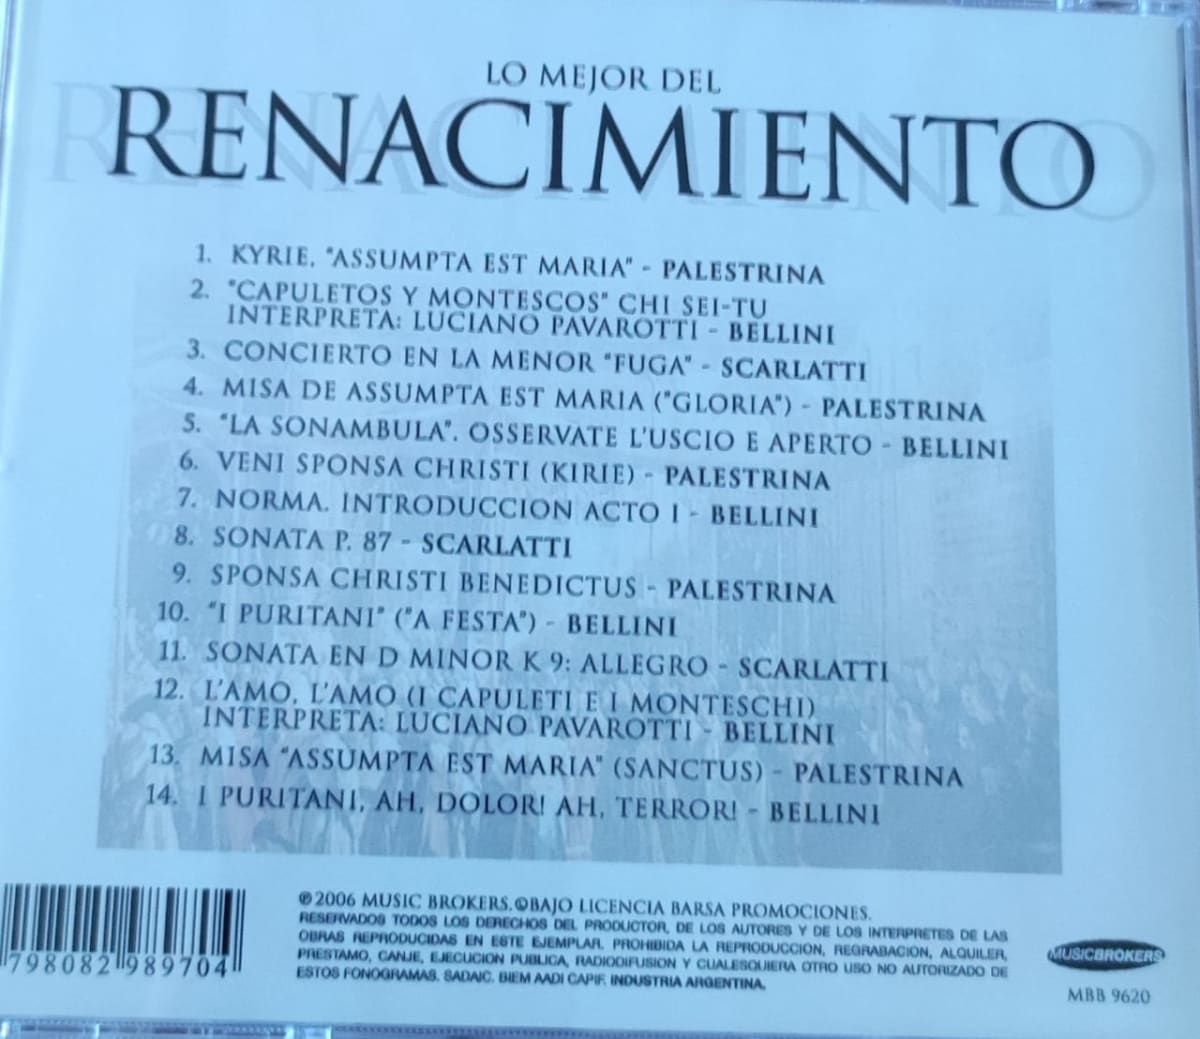 LO MEJOR DEL
RENACIMIENTO
1. KYRIE, "ASSUMPTA EST MARIA" - PALESTRINA
2. "CAPULETOS Y MONTESCOS" CHI SEI-TU
INTERPRETA: LUCIANO PAVAROTTI - BELLINI
3. CONCIERTO EN LA MENOR "FUGA" - SCARLATTI
4. MISA DE ASSUMPTA EST MARIA ("GLORIA") - PALESTRINA
5. "LA SONAMBULA". OSSERVATE L'USCIO E APERTO - BELLINI
6. VENI SPONSA CHRISTI (KIRIE) - PALESTRINA
7. NORMA. INTRODUCCION ACTO I - BELLINI
8. SONATA P. 87 - SCARLATTI
9. SPONSA CHRISTI BENEDICTUS - PALESTRINA
10. "I PURITANI" ("A FESTA") - BELLINI
11. SONATA EN D MINOR K 9: ALLEGRO - SCARLATTI
12. L'AMO, L'AMO (I CAPULETI E I MONTESCHI)
INTERPRETA: LUCIANO PAVAROTTI - BELLINI
13. MISA "ASSUMPTA EST MARIA" (SANCTUS) - PALESTRINA
14. I PURITANI, AH, DOLOR! AH, TERROR! - BELLINI
℗2006 MUSIC BROKERS.©BAJO LICENCIA BARSA PROMOCIONES.
RESERVADOS TODOS LOS DERECHOS DEL PRODUCTOR, DE LOS AUTORES Y DE LOS INTERPRETES DE LAS
OBRAS REPRODUCIDAS EN ESTE EJEMPLAR. PROHIBIDA LA REPRODUCCION, REGRABACION, ALQUILER,
PRESTAMO, CANJE, EJECUCION PUBLICA, RADIODIFUSION Y CUALESQUIERA OTRO USO NO AUTORIZADO DE
ESTOS FONOGRAMAS. SADAIC. BIEM AADI CAPIF. INDUSTRIA ARGENTINA.
798082 989704
MUSICBROKERS
MBB 9620